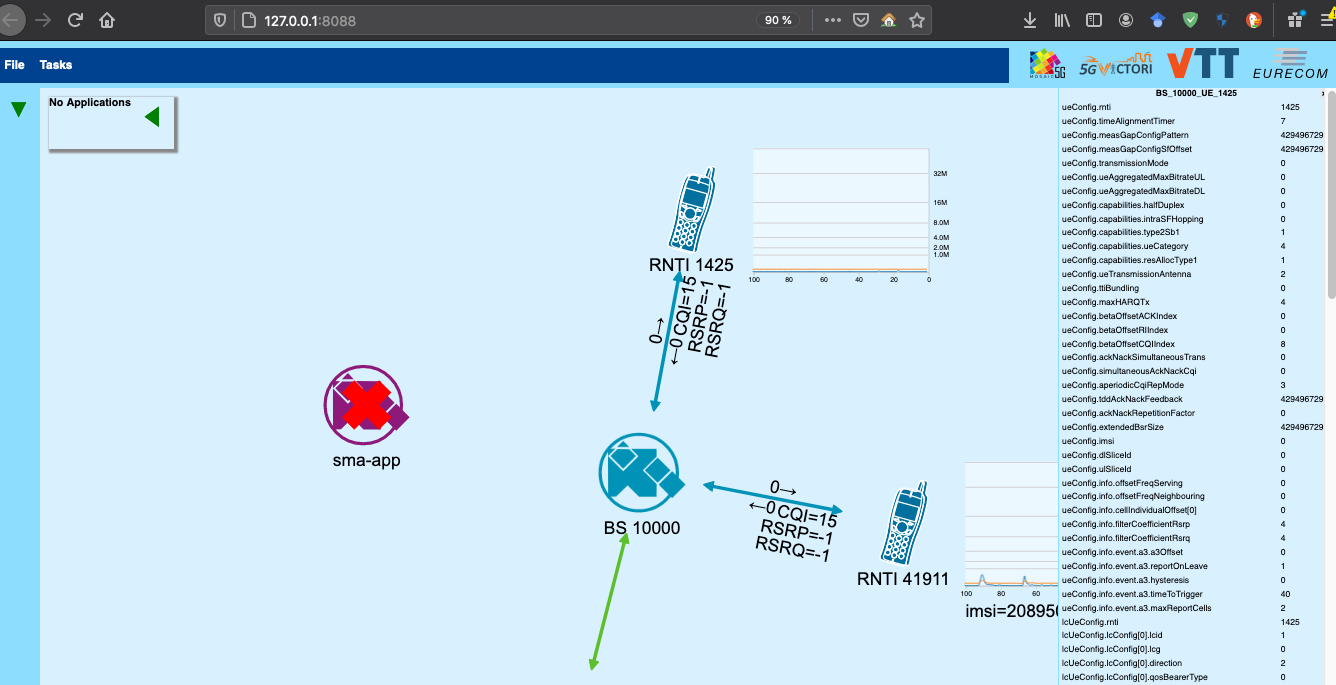 127.0.0.1:8088
90 %
File Tasks
MOSAIC5G
5G VICTORI
VTT
EURECOM
No Applications
RNTI 1425
32M
16M
8.0M
4.0M
2.0M
1.0M
100 80 60 40 20 0
0→
←0 CQI=15
RSRP=-1
RSRQ=-1
sma-app
BS 10000
0→
←0 CQI=15
RSRP=-1
RSRQ=-1
RNTI 41911
100 80 60
imsi=208950
BS_10000_UE_1425
ueConfig.rnti 1425
ueConfig.timeAlignmentTimer 7
ueConfig.measGapConfigPattern 429496729
ueConfig.measGapConfigSfOffset 429496729
ueConfig.transmissionMode 0
ueConfig.ueAggregatedMaxBitrateUL 0
ueConfig.ueAggregatedMaxBitrateDL 0
ueConfig.capabilities.halfDuplex 0
ueConfig.capabilities.intraSFHopping 0
ueConfig.capabilities.type2Sb1 1
ueConfig.capabilities.ueCategory 4
ueConfig.capabilities.resAllocType1 1
ueConfig.ueTransmissionAntenna 2
ueConfig.ttiBundling 0
ueConfig.maxHARQTx 4
ueConfig.betaOffsetACKIndex 0
ueConfig.betaOffsetRIIndex 0
ueConfig.betaOffsetCQIIndex 8
ueConfig.ackNackSimultaneousTrans 0
ueConfig.simultaneousAckNackCqi 0
ueConfig.aperiodicCqiRepMode 3
ueConfig.tddAckNackFeedback 429496729
ueConfig.ackNackRepetitionFactor 0
ueConfig.extendedBsrSize 429496729
ueConfig.imsi 0
ueConfig.dlSliceId 0
ueConfig.ulSliceId 0
ueConfig.info.offsetFreqServing 0
ueConfig.info.offsetFreqNeighbouring 0
ueConfig.info.cellIndividualOffset[0] 0
ueConfig.info.filterCoefficientRsrp 4
ueConfig.info.filterCoefficientRsrq 4
ueConfig.info.event.a3.a3Offset 0
ueConfig.info.event.a3.reportOnLeave 1
ueConfig.info.event.a3.hysteresis 0
ueConfig.info.event.a3.timeToTrigger 40
ueConfig.info.event.a3.maxReportCells 2
lcUeConfig.rnti 1425
lcUeConfig.lcConfig[0].lcid 1
lcUeConfig.lcConfig[0].lcg 0
lcUeConfig.lcConfig[0].direction 2
lcUeConfig.lcConfig[0].qosBearerType 0